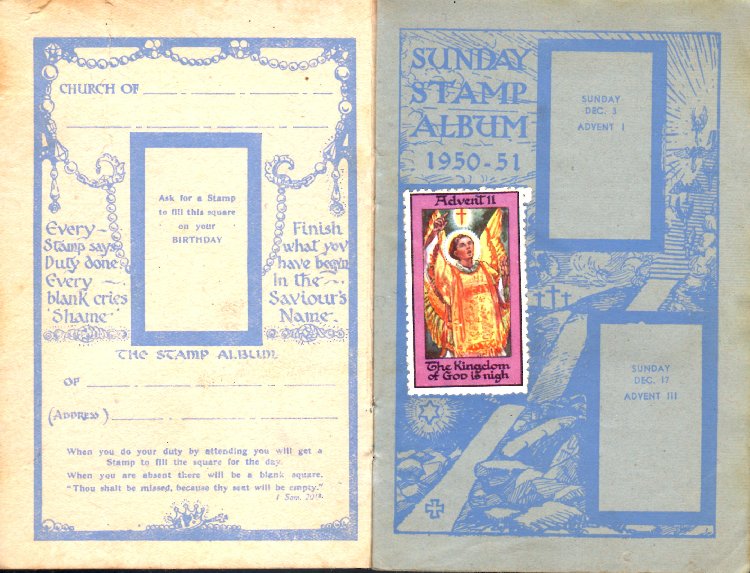 CHURCH OF
Ask for a Stamp
to fill this square
on your
BIRTHDAY
Every
Stamp says
Duty done
Every
blank cries
"Shame"
Finish
what you
have begun
In the
Saviour's
Name.
THE STAMP ALBUM
OF
(ADDRESS)
When you do your duty by attending you will get a
Stamp to fill the square for the day.
When you are absent there will be a blank square.
"Thou shalt be missed, because thy seat will be empty."
1 Sam. 20¹⁸.
SUNDAY
STAMP
ALBUM
1950-51
SUNDAY
DEC. 3
ADVENT I
Advent II
The Kingdom
of God is nigh
SUNDAY
DEC. 17
ADVENT III